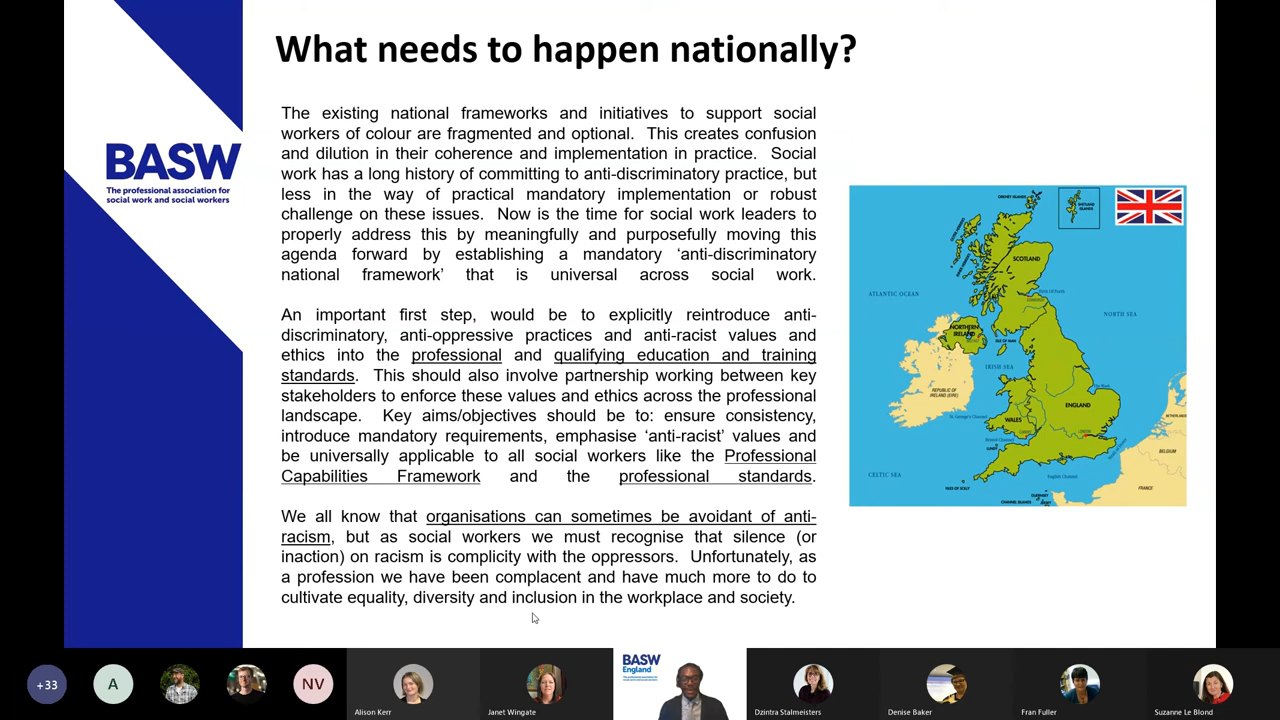 What needs to happen nationally?
The existing national frameworks and initiatives to support social
workers of colour are fragmented and optional. This creates confusion
and dilution in their coherence and implementation in practice. Social
work has a long history of committing to anti-discriminatory practice, but
less in the way of practical mandatory implementation or robust
challenge on these issues. Now is the time for social work leaders to
properly address this by meaningfully and purposefully moving this
agenda forward by establishing a mandatory ‘anti-discriminatory
national framework’ that is universal across social work.
An important first step, would be to explicitly reintroduce anti-
discriminatory, anti-oppressive practices and anti-racist values and
ethics into the professional and qualifying education and training
standards. This should also involve partnership working between key
stakeholders to enforce these values and ethics across the professional
landscape. Key aims/objectives should be to: ensure consistency,
introduce mandatory requirements, emphasise ‘anti-racist’ values and
be universally applicable to all social workers like the Professional
Capabilities Framework and the professional standards.
We all know that organisations can sometimes be avoidant of anti-
racism, but as social workers we must recognise that silence (or
inaction) on racism is complicity with the oppressors. Unfortunately, as
a profession we have been complacent and have much more to do to
cultivate equality, diversity and inclusion in the workplace and society.
BASW
The professional association for
social work and social workers
ORKNEY ISLANDS
SHETLAND
ISLANDS
SCOTLAND
ATLANTIC OCEAN
NORTH SEA
NORTHERN
IRELAND
ISLE OF MAN
IRISH SEA
REPUBLIC OF
IRELAND (EIRE)
St. George's Channel
WALES
ENGLAND
LONDON
Bristol Channel
CELTIC SEA
English Channel
ISLES OF SCILLY
CHANNEL ISLANDS
GUERNSEY
JERSEY
NETHERLANDS
BELGIUM
FRANCE
+33
A
NV
Alison Kerr
Janet Wingate
BASW
England
Dzintra Stalmeisters
Denise Baker
Fran Fuller
Suzanne Le Blond